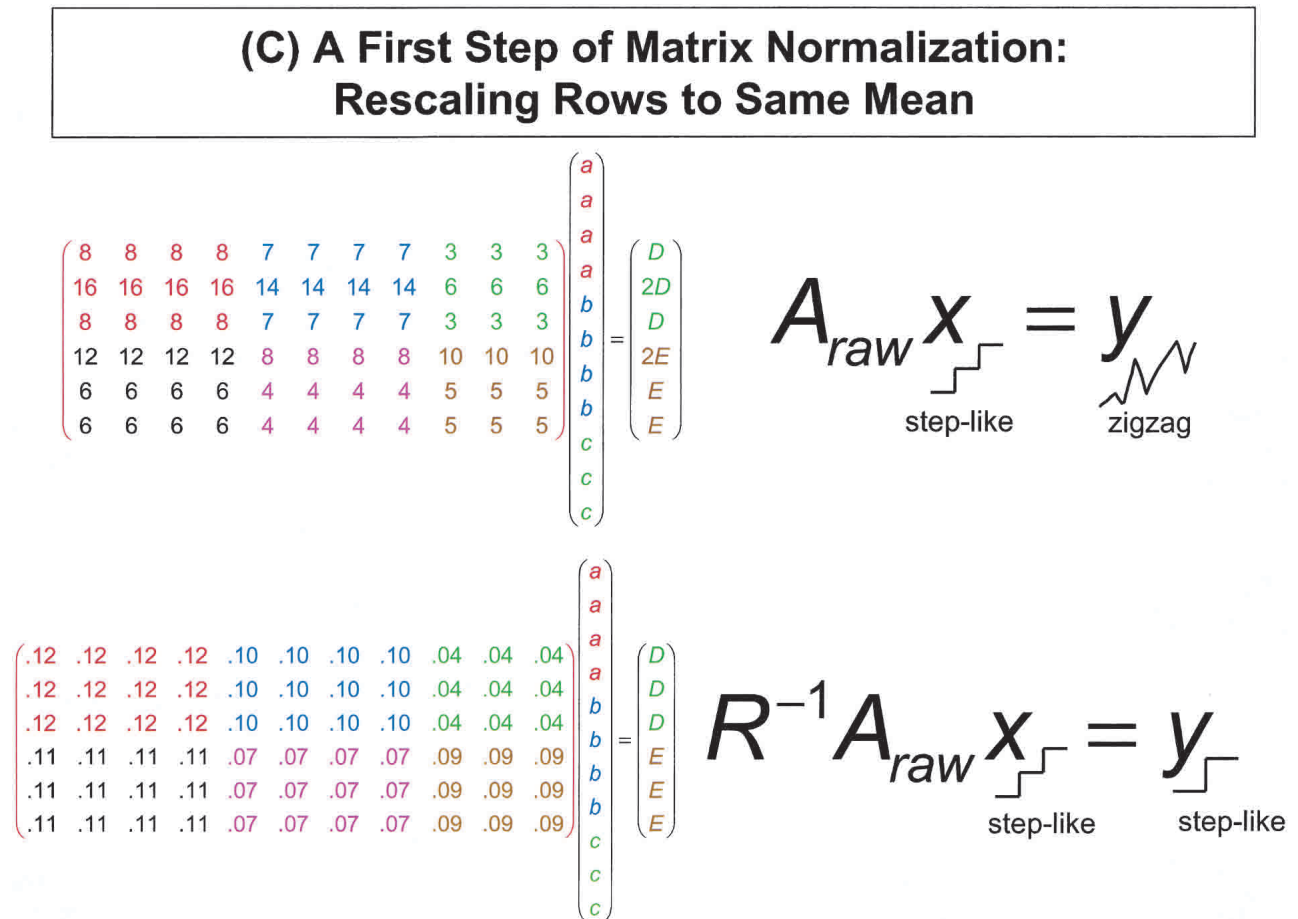 (C) A First Step of Matrix Normalization:
Rescaling Rows to Same Mean
a
a
a
8 8 8 8 7 7 7 7 3 3 3 a D
16 16 16 16 14 14 14 14 6 6 6 b 2D
8 8 8 8 7 7 7 7 3 3 3 b = D
12 12 12 12 8 8 8 8 10 10 10 b 2E
6 6 6 6 4 4 4 4 5 5 5 b E
6 6 6 6 4 4 4 4 5 5 5 c E
c
c
A raw x = y
step-like zigzag
a
a
a
.12 .12 .12 .12 .10 .10 .10 .10 .04 .04 .04 a D
.12 .12 .12 .12 .10 .10 .10 .10 .04 .04 .04 b D
.12 .12 .12 .12 .10 .10 .10 .10 .04 .04 .04 b = D
.11 .11 .11 .11 .07 .07 .07 .07 .09 .09 .09 b E
.11 .11 .11 .11 .07 .07 .07 .07 .09 .09 .09 b E
.11 .11 .11 .11 .07 .07 .07 .07 .09 .09 .09 c E
c
c
R⁻¹ A raw x = y
step-like step-like